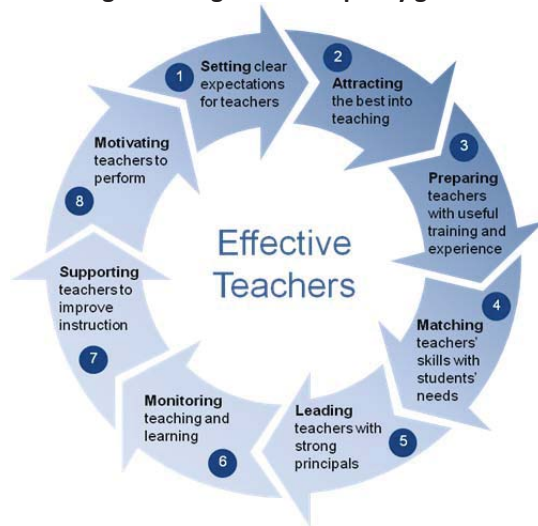 1
Setting clear
expectations
for teachers
2
Attracting
the best into
teaching
3
Preparing
teachers
with useful
training and
experience
4
Matching
teachers'
skills with
students'
needs
5
Leading
teachers with
strong
principals
6
Monitoring
teaching and
learning
7
Supporting
teachers to
improve
instruction
8
Motivating
teachers to
perform
Effective
Teachers